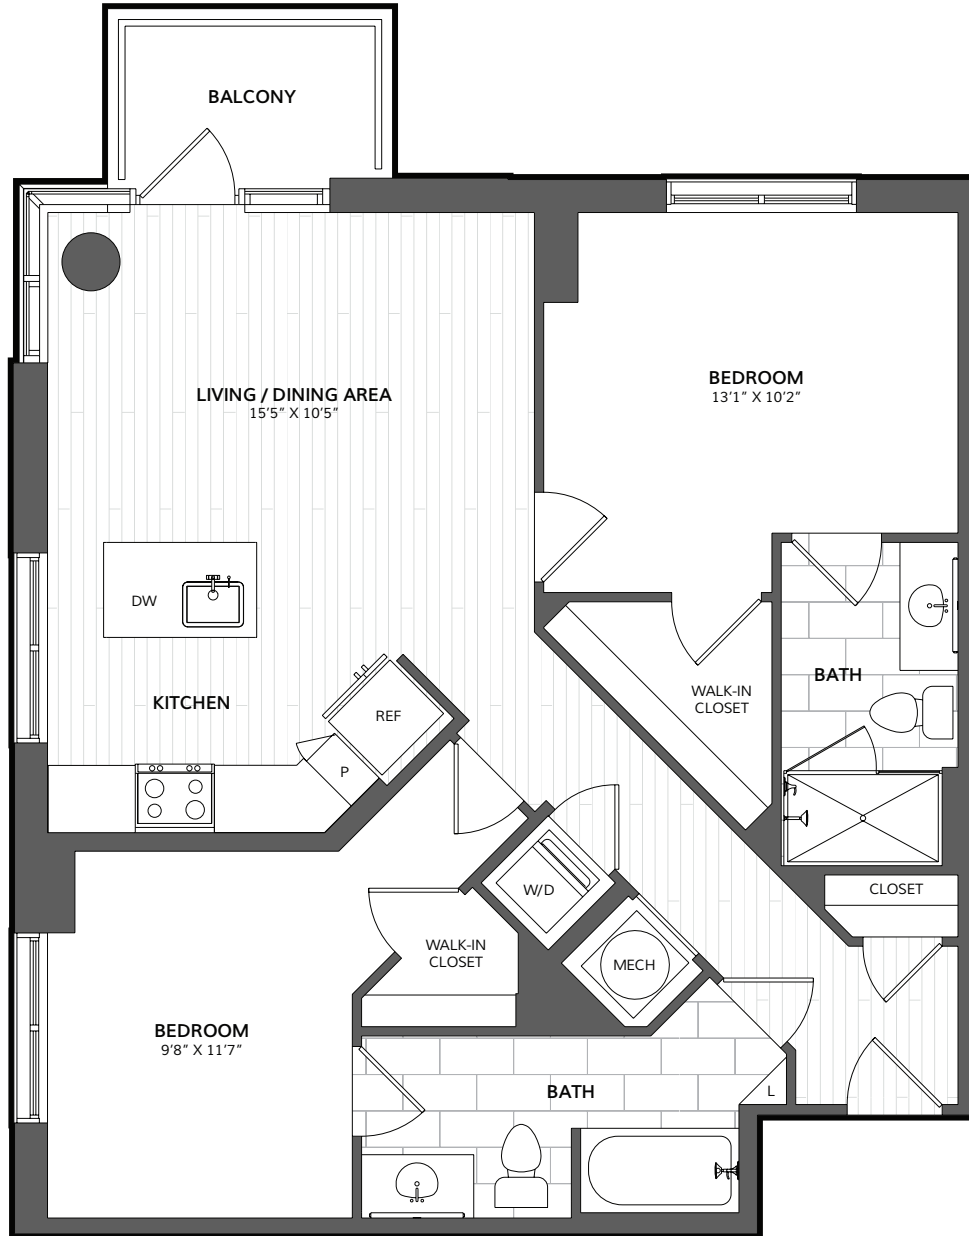 BALCONY
LIVING / DINING AREA
15’5” X 10’5”
BEDROOM
13’1” X 10’2”
DW
KITCHEN
REF
P
WALK-IN
CLOSET
BATH
W/D
CLOSET
WALK-IN
CLOSET
MECH
BEDROOM
9’8” X 11’7”
BATH
L